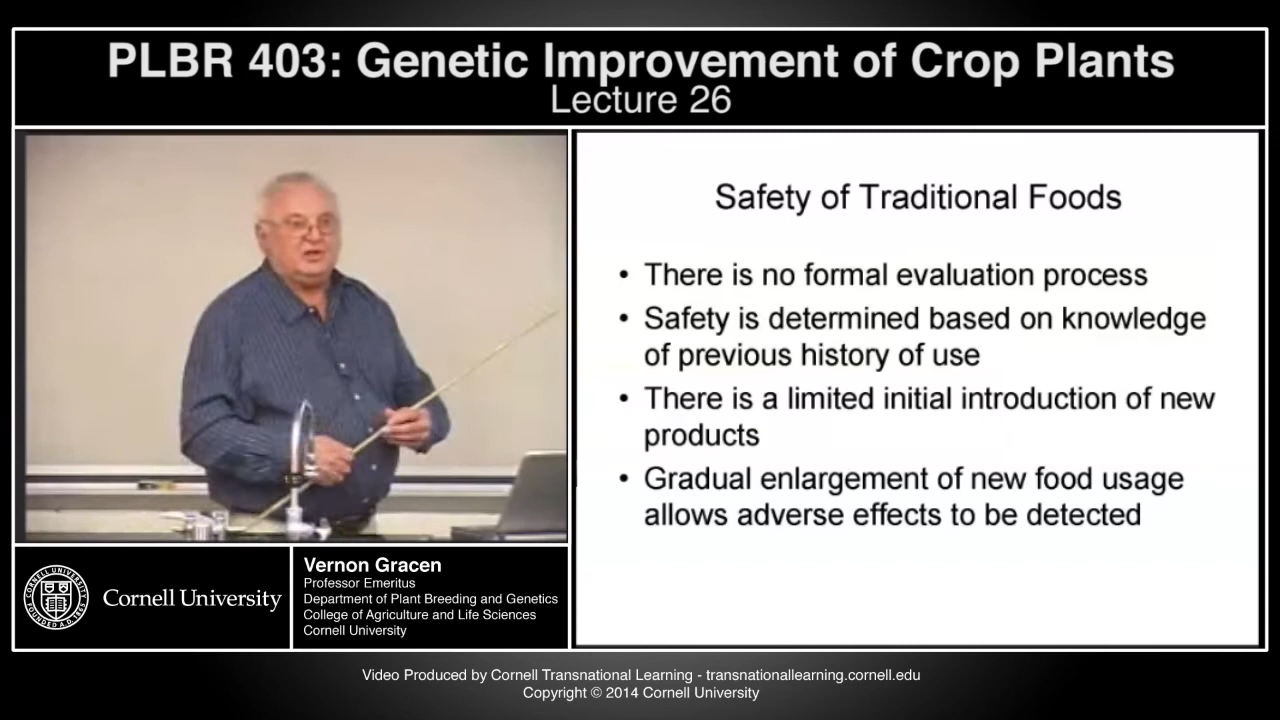 PLBR 403: Genetic Improvement of Crop Plants
Lecture 26
Safety of Traditional Foods
• There is no formal evaluation process
• Safety is determined based on knowledge
of previous history of use
• There is a limited initial introduction of new
products
• Gradual enlargement of new food usage
allows adverse effects to be detected
Cornell University
Vernon Gracen
Professor Emeritus
Department of Plant Breeding and Genetics
College of Agriculture and Life Sciences
Cornell University
Video Produced by Cornell Transnational Learning - transnationallearning.cornell.edu
Copyright © 2014 Cornell University